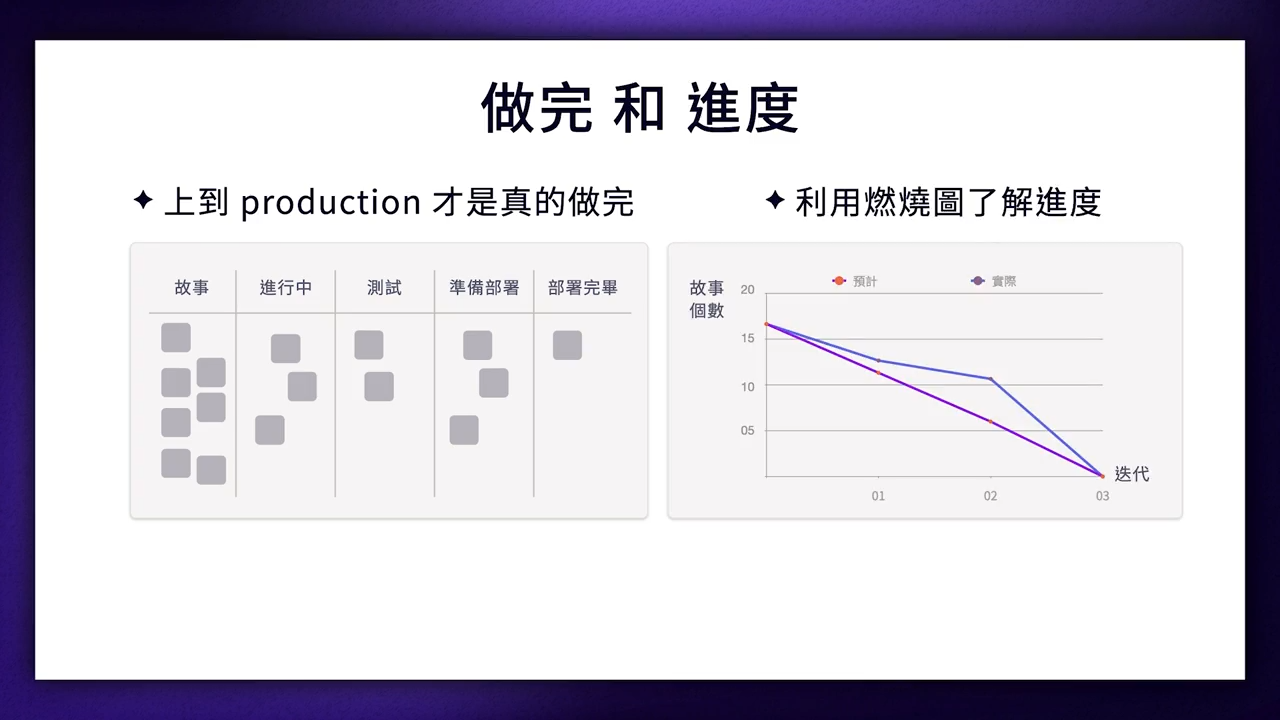 做完 和 進度
✦ 上到 production 才是真的做完
✦ 利用燃燒圖了解進度
故事 進行中 測試 準備部署 部署完畢
故事
個數
預計 實際
20
15
10
05
01 02 03
迭代